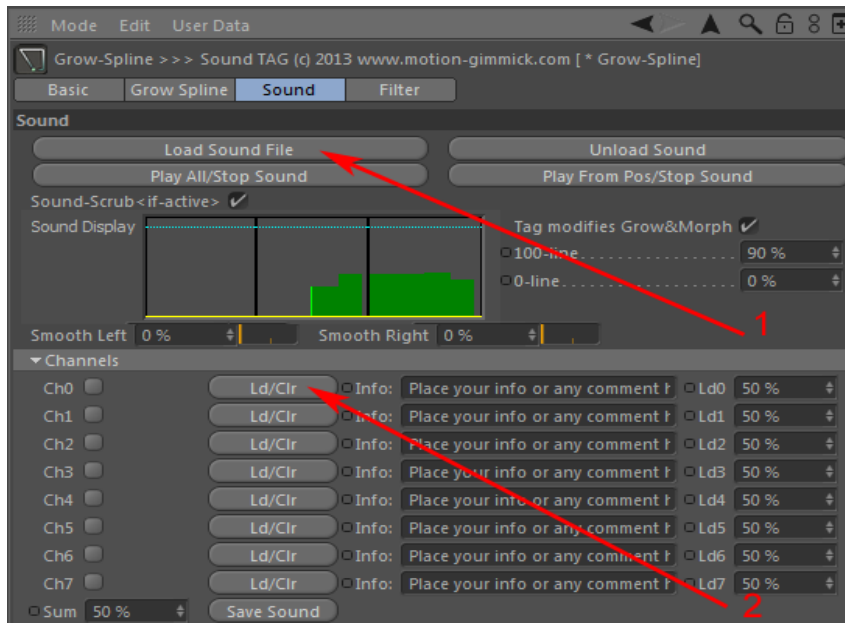 Mode Edit User Data
Grow-Spline >>> Sound TAG (c) 2013 www.motion-gimmick.com [ * Grow-Spline]
Basic Grow Spline Sound Filter
Sound
Load Sound File Unload Sound
Play All/Stop Sound Play From Pos/Stop Sound
Sound-Scrub<if-active>
Sound Display Tag modifies Grow&Morph
100-line 90 %
0-line 0 %
1
Smooth Left 0 % Smooth Right 0 %
Channels
Ch0 Ld/Clr Info: Place your info or any comment h Ld0 50 %
Ch1 Ld/Clr Info: Place your info or any comment h Ld1 50 %
Ch2 Ld/Clr Info: Place your info or any comment h Ld2 50 %
Ch3 Ld/Clr Info: Place your info or any comment h Ld3 50 %
Ch4 Ld/Clr Info: Place your info or any comment h Ld4 50 %
Ch5 Ld/Clr Info: Place your info or any comment h Ld5 50 %
Ch6 Ld/Clr Info: Place your info or any comment h Ld6 50 %
Ch7 Ld/Clr Info: Place your info or any comment h Ld7 50 %
Sum 50 % Save Sound 2